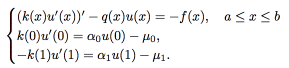 (k(x)u′(x))′ − q(x)u(x) = −f(x),  a ≤ x ≤ b
k(0)u′(0) = α₀u(0) − μ₀,
−k(1)u′(1) = α₁u(1) − μ₁.